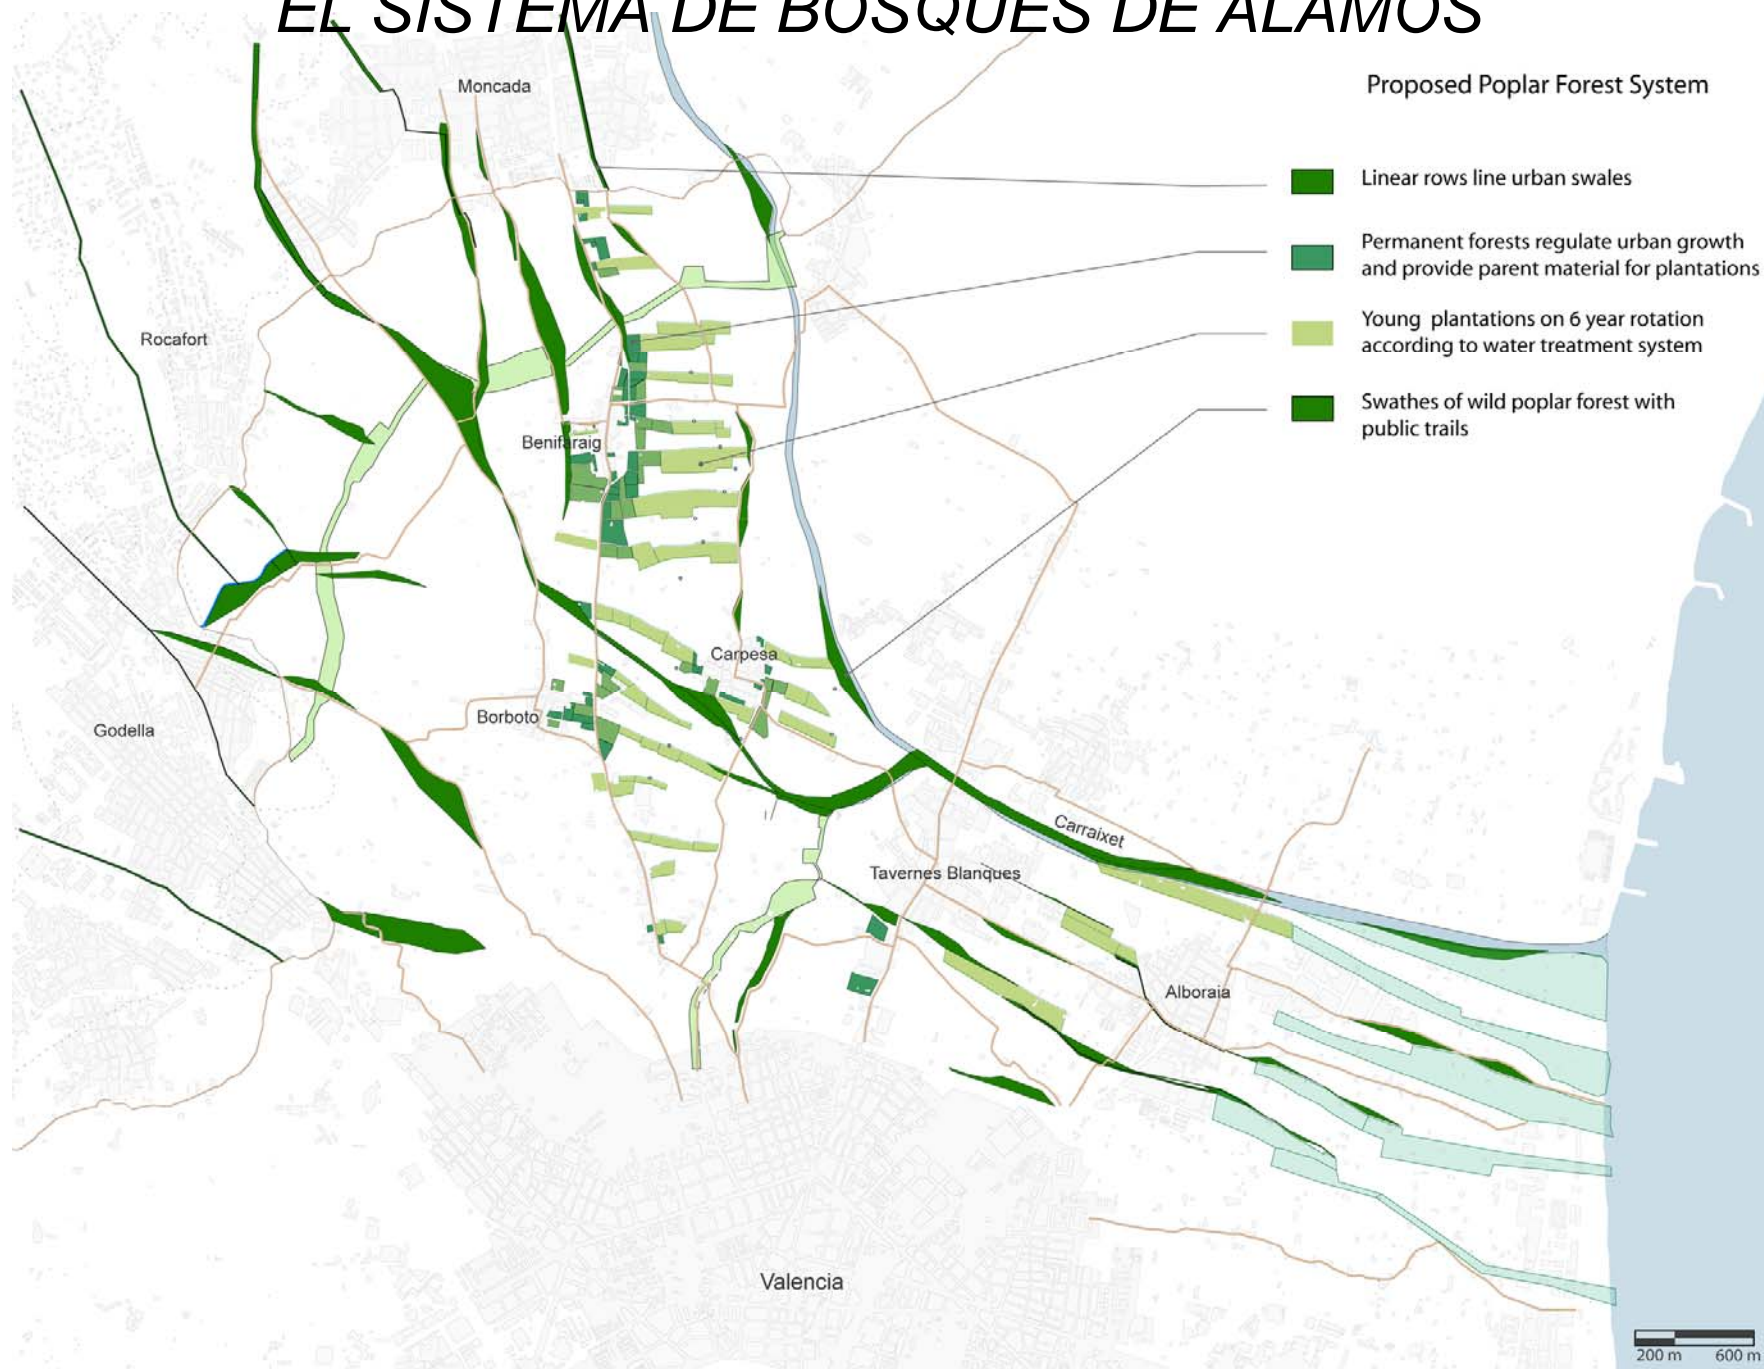 EL SISTEMA DE BOSQUES DE ALAMOS
Proposed Poplar Forest System
Linear rows line urban swales
Permanent forests regulate urban growth
and provide parent material for plantations
Young plantations on 6 year rotation
according to water treatment system
Swathes of wild poplar forest with
public trails
Moncada
Rocafort
Benifaraig
Carpesa
Borboto
Godella
Carraixet
Tavernes Blanques
Alboraia
Valencia
200 m 600 m